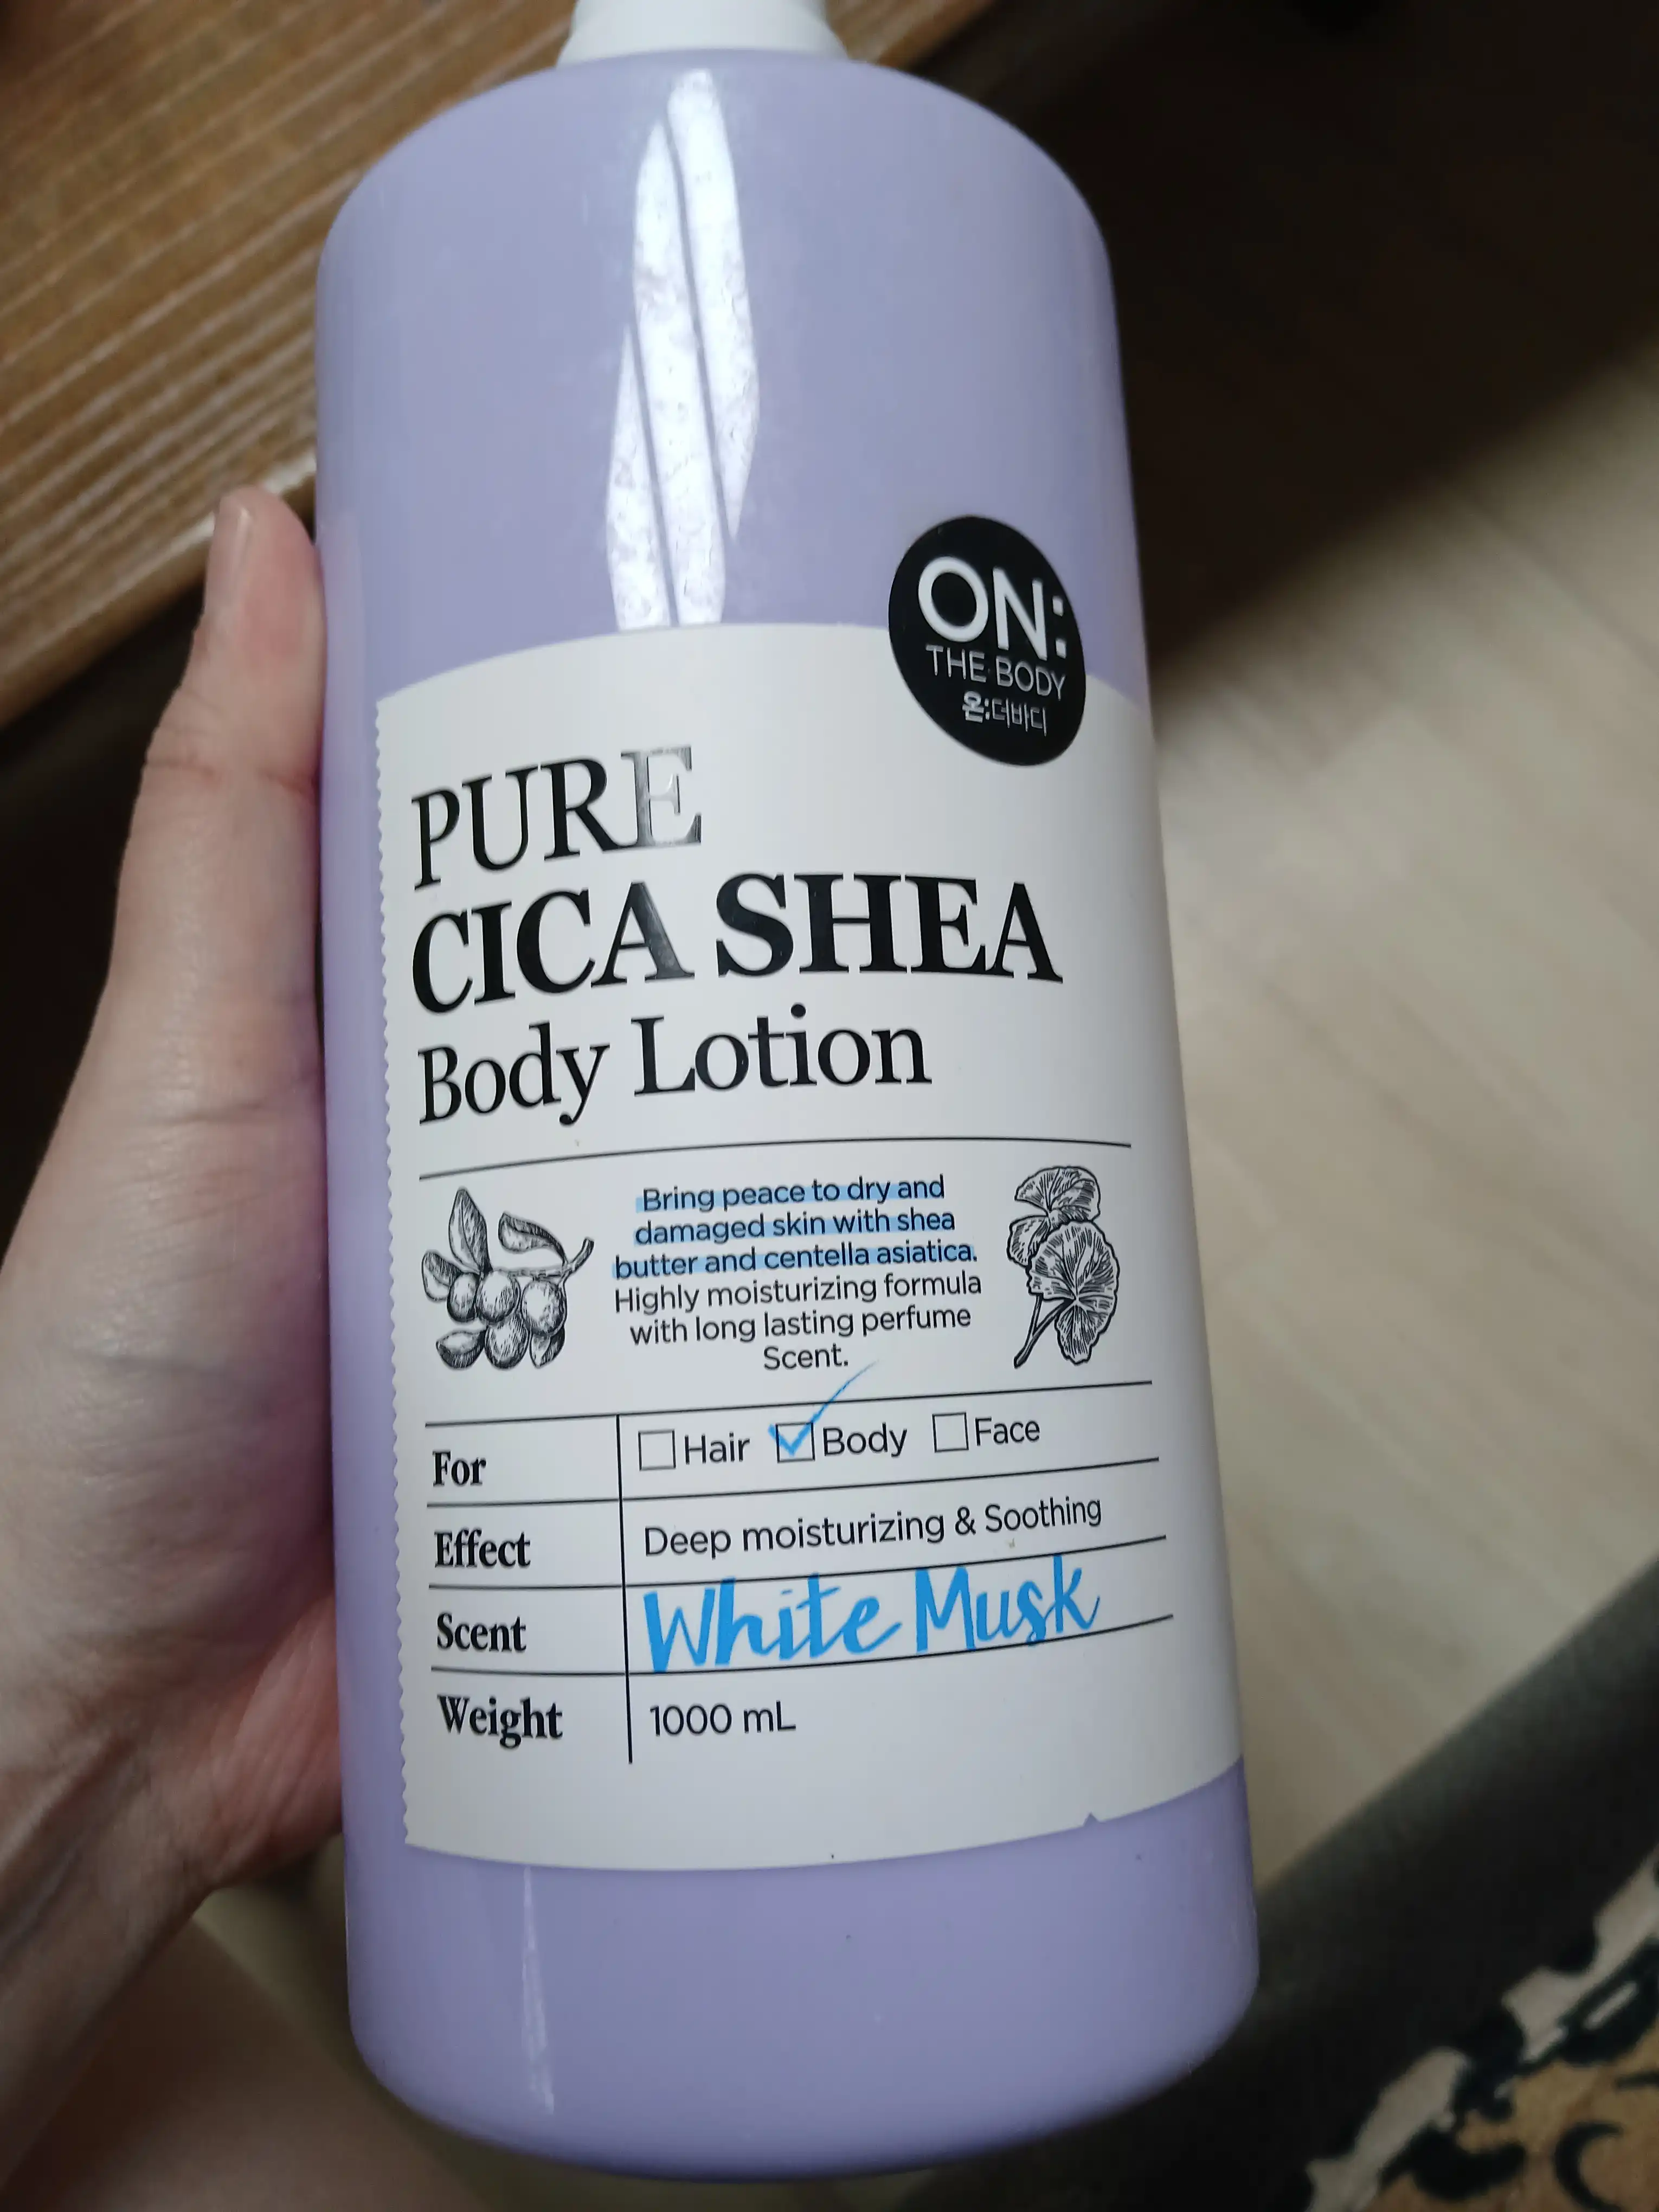 ON:
THE BODY
온:더바디
PURE
CICA SHEA
Body Lotion
Bring peace to dry and
damaged skin with shea
butter and centella asiatica.
Highly moisturizing formula
with long lasting perfume
Scent.
For Hair Body Face
Effect Deep moisturizing & Soothing
Scent White Musk
Weight 1000 mL